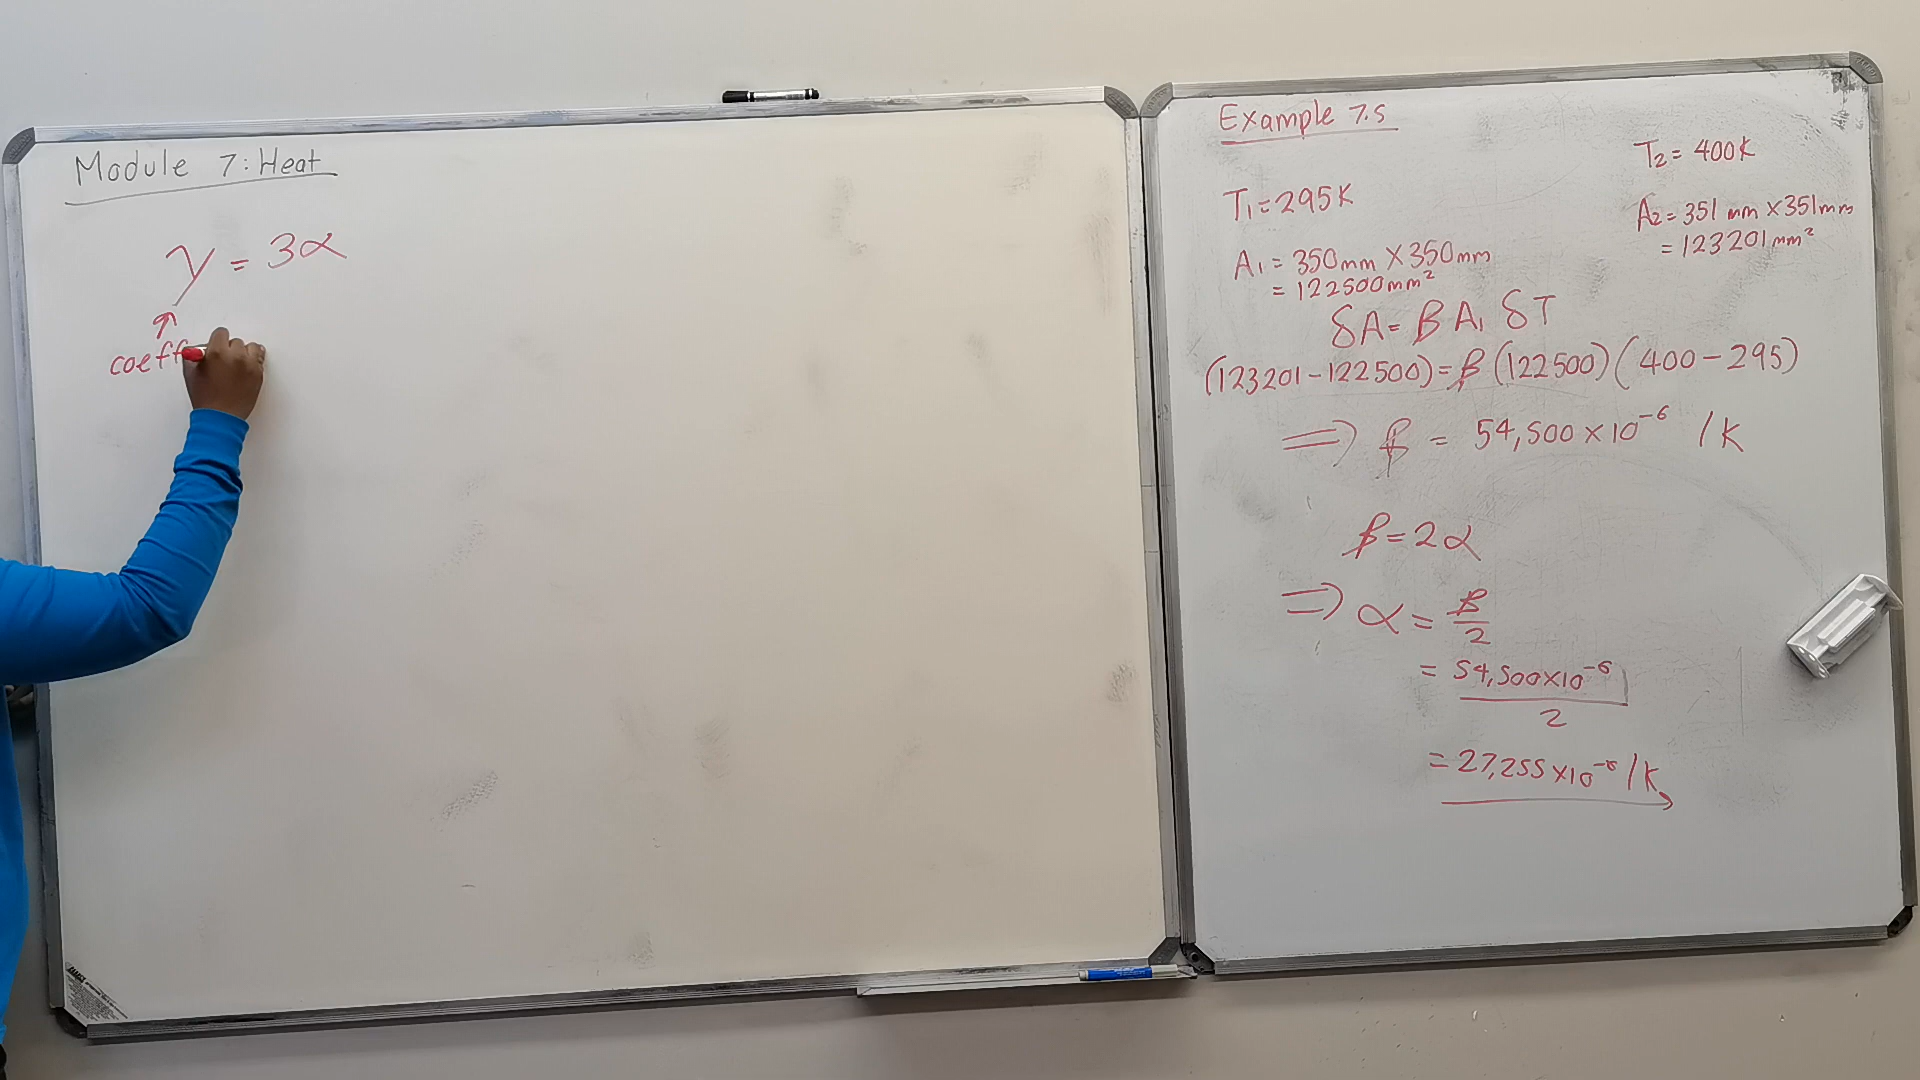 Module 7: Heat
γ = 3α
↑
coeff
Example 7.5
T₁ = 295K
T₂ = 400K
A₁ = 350mm × 350mm
= 122500mm²
A₂ = 351 mm × 351mm
= 123201mm²
δA = β A₁ δT
(123201 - 122500) = β (122500) (400 - 295)
⇒ β = 54,500 × 10⁻⁶ /K
β = 2α
⇒ α = β/2
= 54,500×10⁻⁶ / 2
= 27,255 ×10⁻⁶ /K